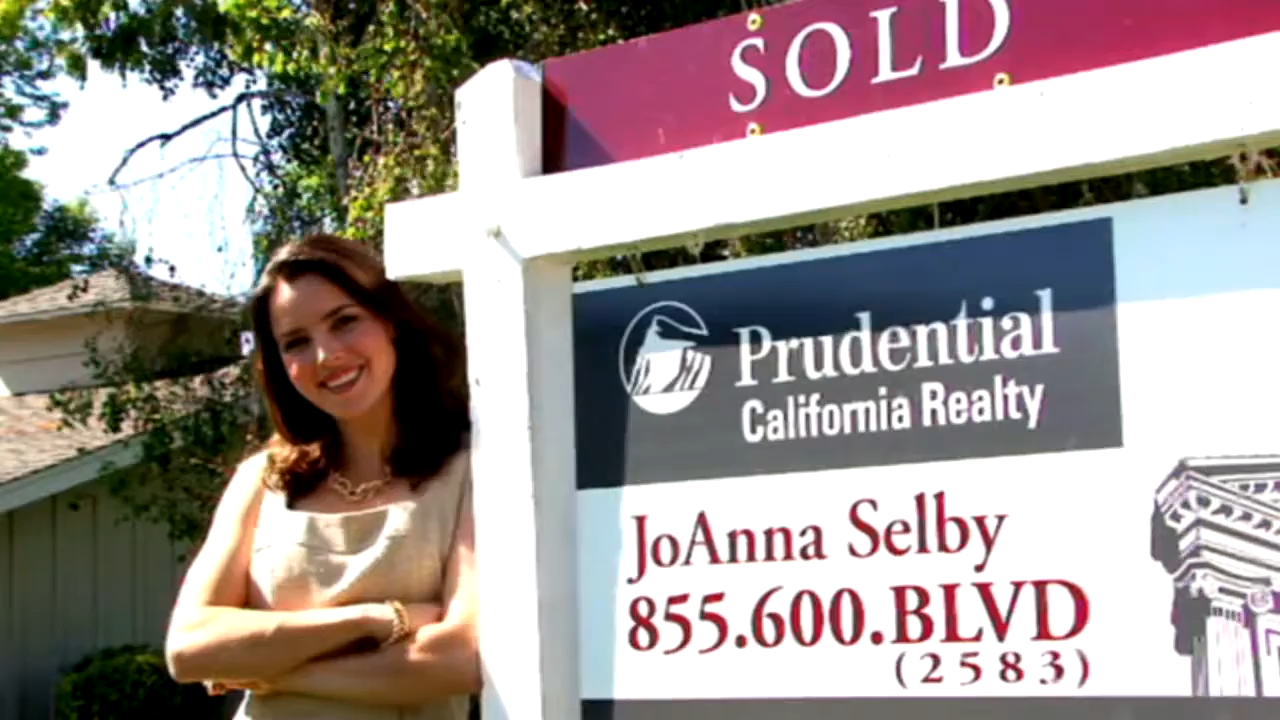 SOLD
Prudential
California Realty
JoAnna Selby
855.600.BLVD
(2583)